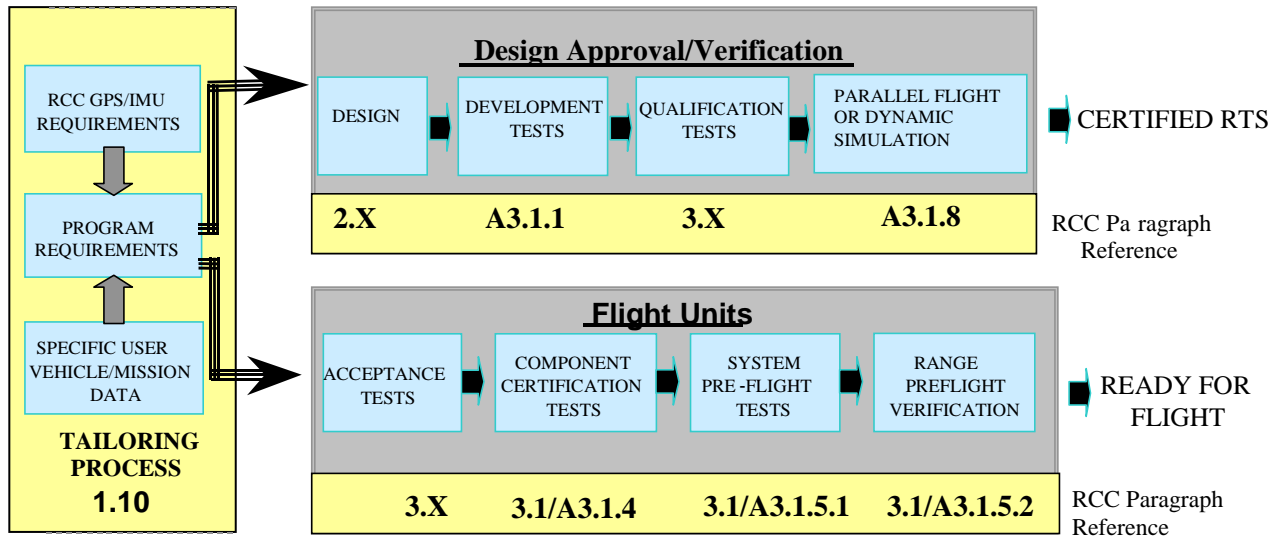 RCC GPS/IMU
REQUIREMENTS
PROGRAM
REQUIREMENTS
SPECIFIC USER
VEHICLE/MISSION
DATA
TAILORING
PROCESS
1.10
Design Approval/Verification
DESIGN
DEVELOPMENT
TESTS
QUALIFICATION
TESTS
PARALLEL FLIGHT
OR DYNAMIC
SIMULATION
CERTIFIED RTS
2.X A3.1.1 3.X A3.1.8
RCC Pa ragraph
Reference
Flight Units
ACCEPTANCE
TESTS
COMPONENT
CERTIFICATION
TESTS
SYSTEM
PRE -FLIGHT
TESTS
RANGE
PREFLIGHT
VERIFICATION
READY FOR
FLIGHT
3.X 3.1/A3.1.4 3.1/A3.1.5.1 3.1/A3.1.5.2
RCC Paragraph
Reference